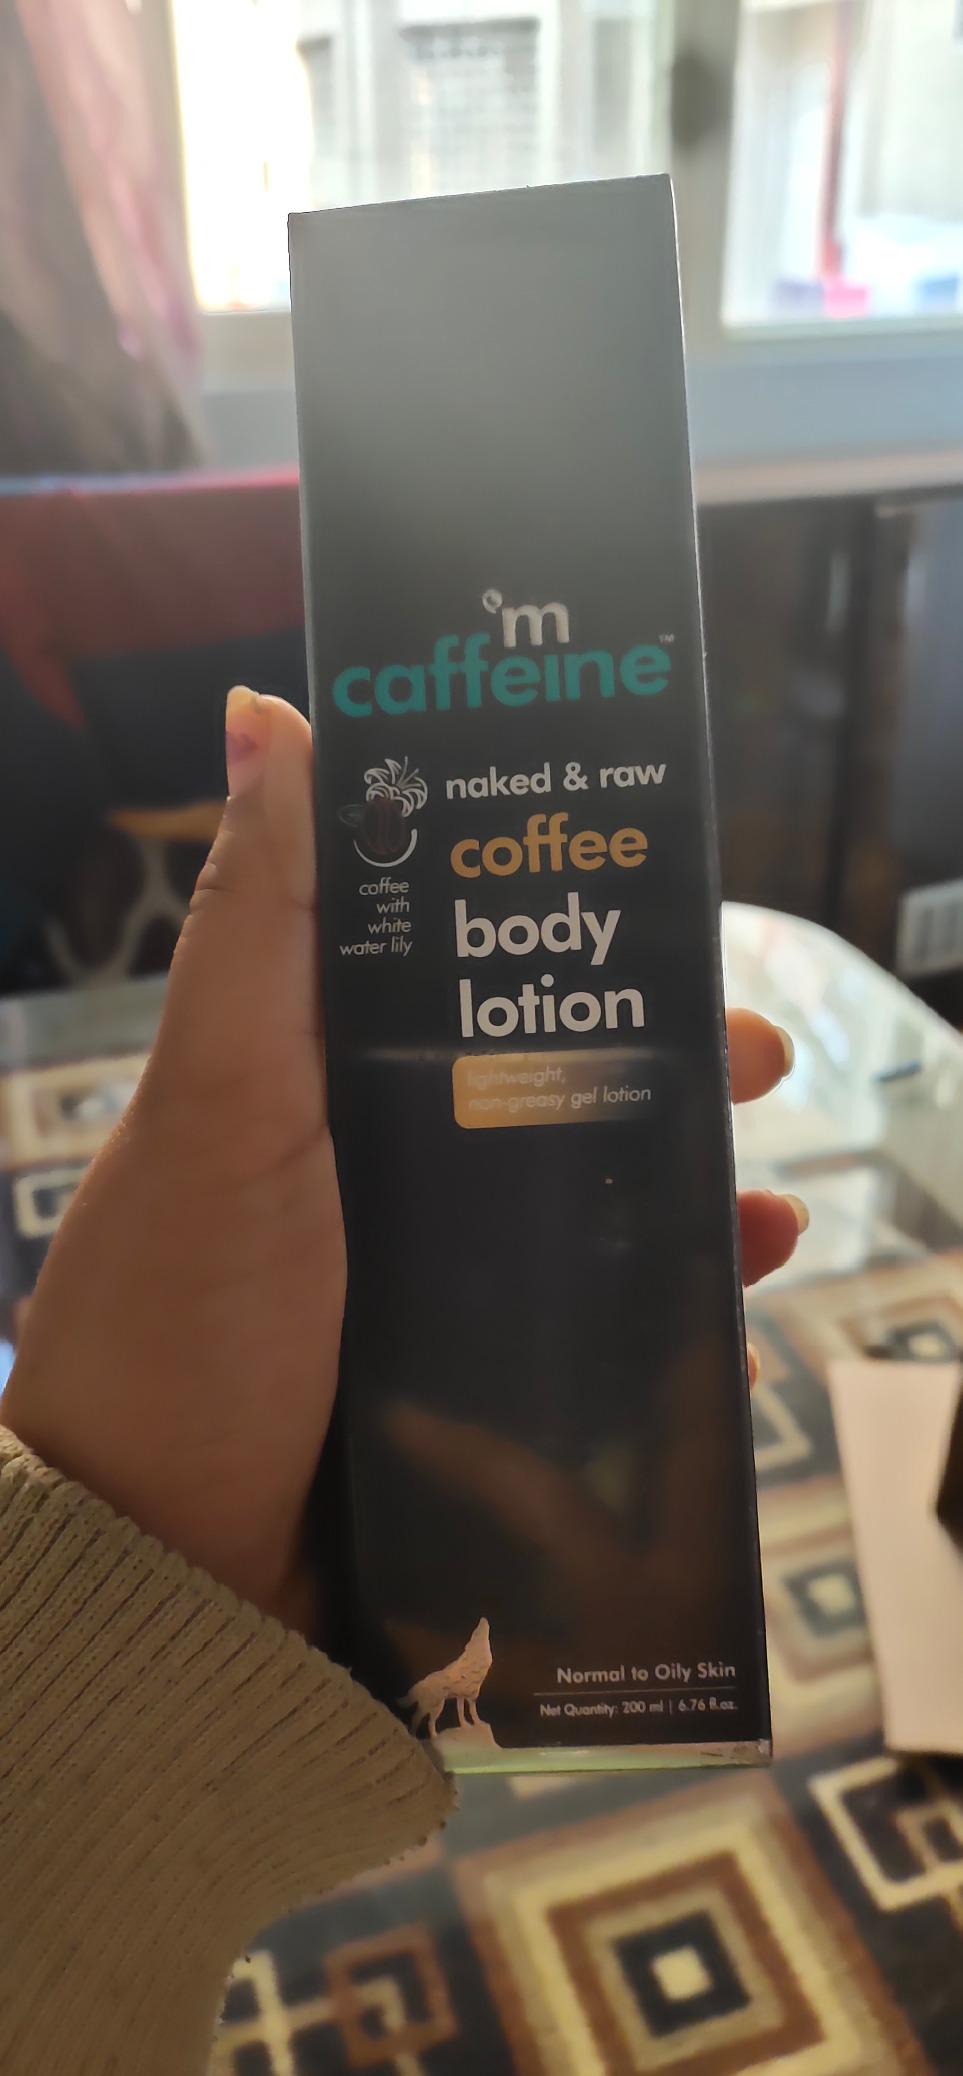 'm
caffeine™
naked & raw
coffee
body
lotion
coffee
with
white
water lily
lightweight,
non-greasy gel lotion
Normal to Oily Skin
Net Quantity: 200 ml | 6.76 fl.oz.